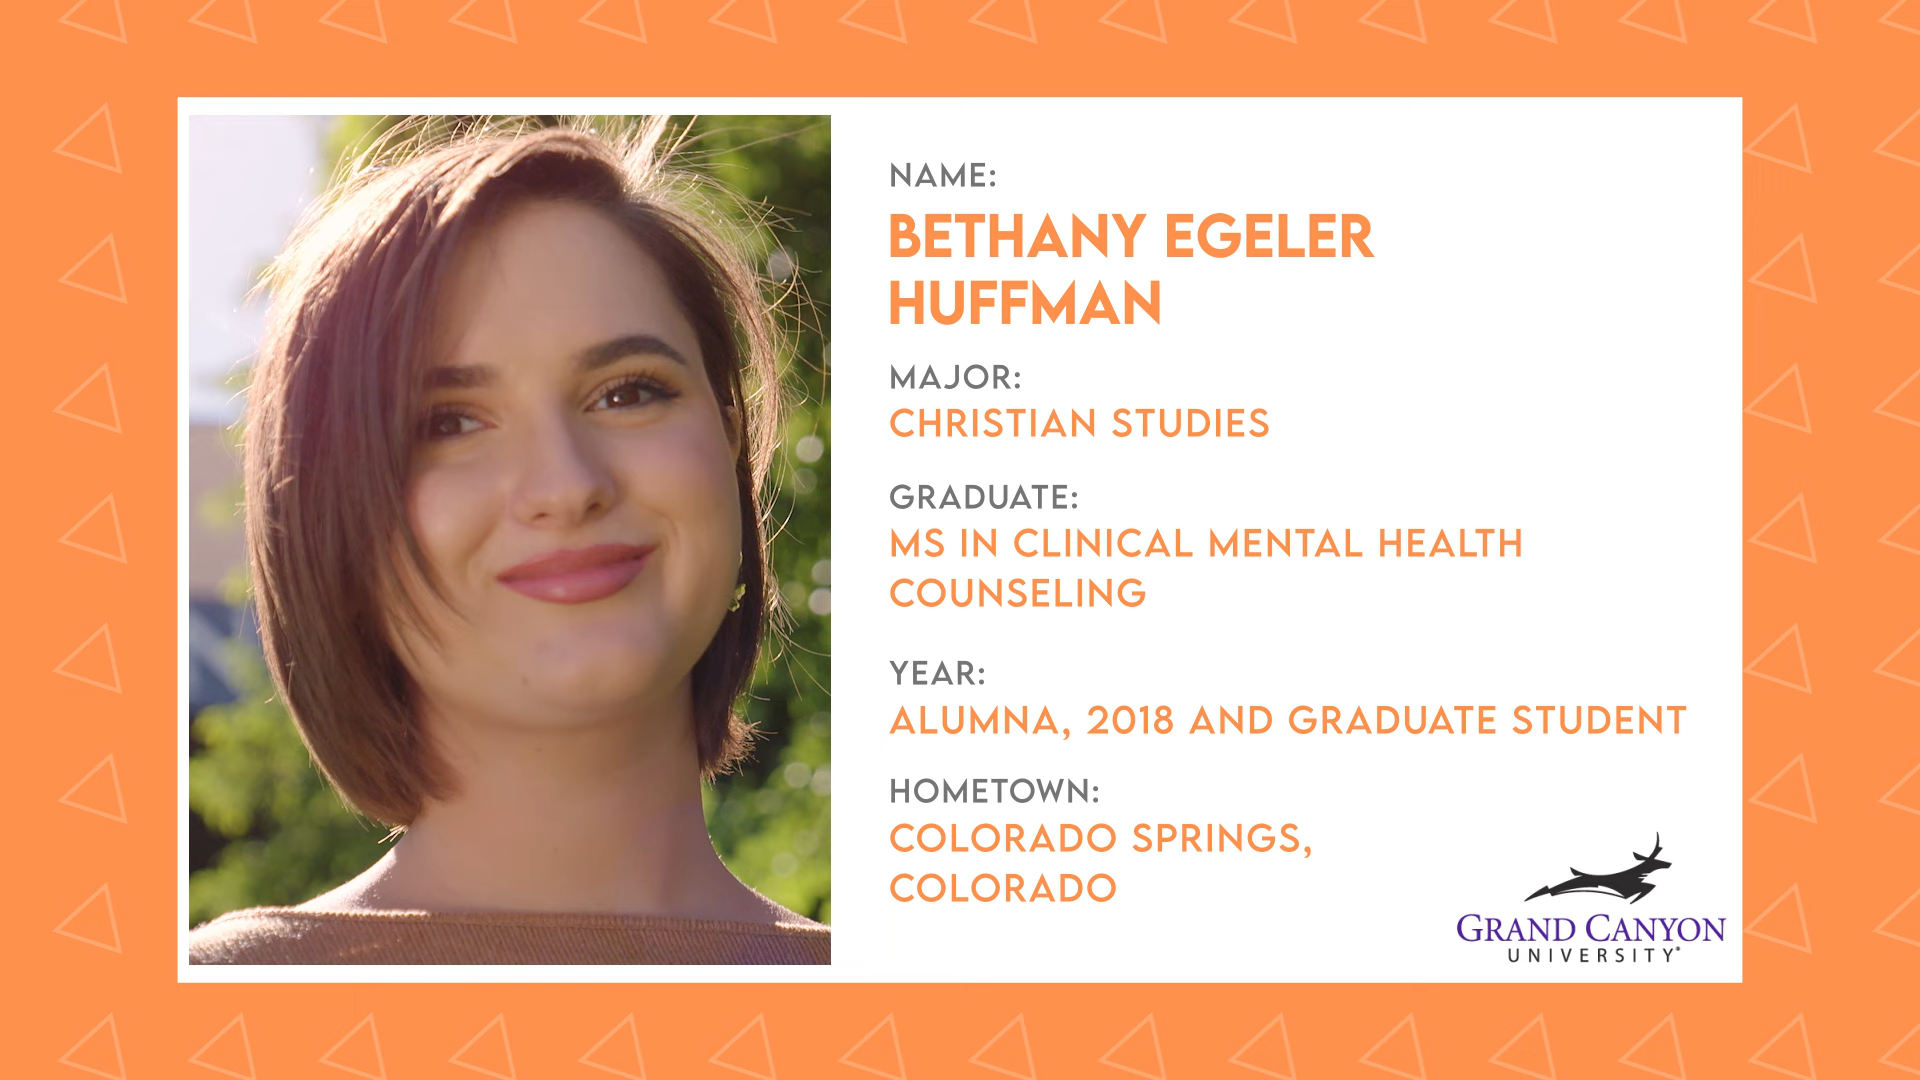 NAME:
BETHANY EGELER
HUFFMAN
MAJOR:
CHRISTIAN STUDIES
GRADUATE:
MS IN CLINICAL MENTAL HEALTH
COUNSELING
YEAR:
ALUMNA, 2018 AND GRADUATE STUDENT
HOMETOWN:
COLORADO SPRINGS,
COLORADO
GRAND CANYON
UNIVERSITY®